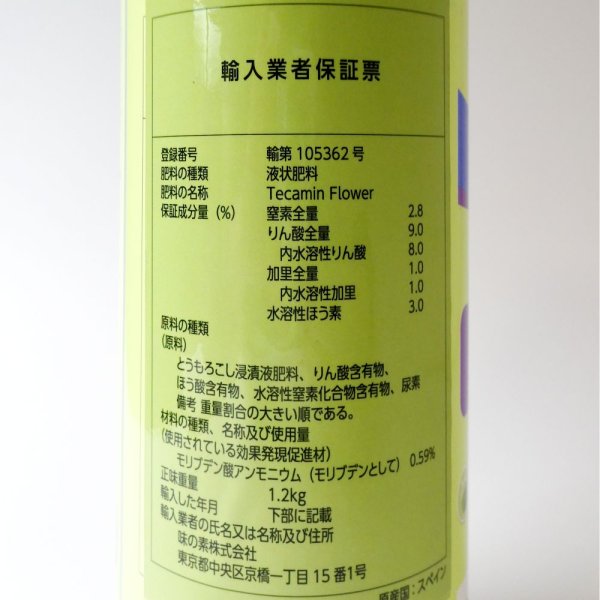 輸入業者保証票
登録番号 輸第 105362 号
肥料の種類 液状肥料
肥料の名称 Tecamin Flower
保証成分量（%） 窒素全量 2.8
りん酸全量 9.0
内水溶性りん酸 8.0
加里全量 1.0
内水溶性加里 1.0
水溶性ほう素 3.0
原料の種類
（原料）
とうもろこし浸漬液肥料、りん酸含有物、
ほう酸含有物、水溶性窒素化合物含有物、尿素
備考 重量割合の大きい順である。
材料の種類、名称及び使用量
（使用されている効果発現促進材）
モリブデン酸アンモニウム（モリブデンとして） 0.59%
正味重量 1.2kg
輸入した年月 下部に記載
輸入業者の氏名又は名称及び住所
味の素株式会社
東京都中央区京橋一丁目15番1号
原産国：スペイン